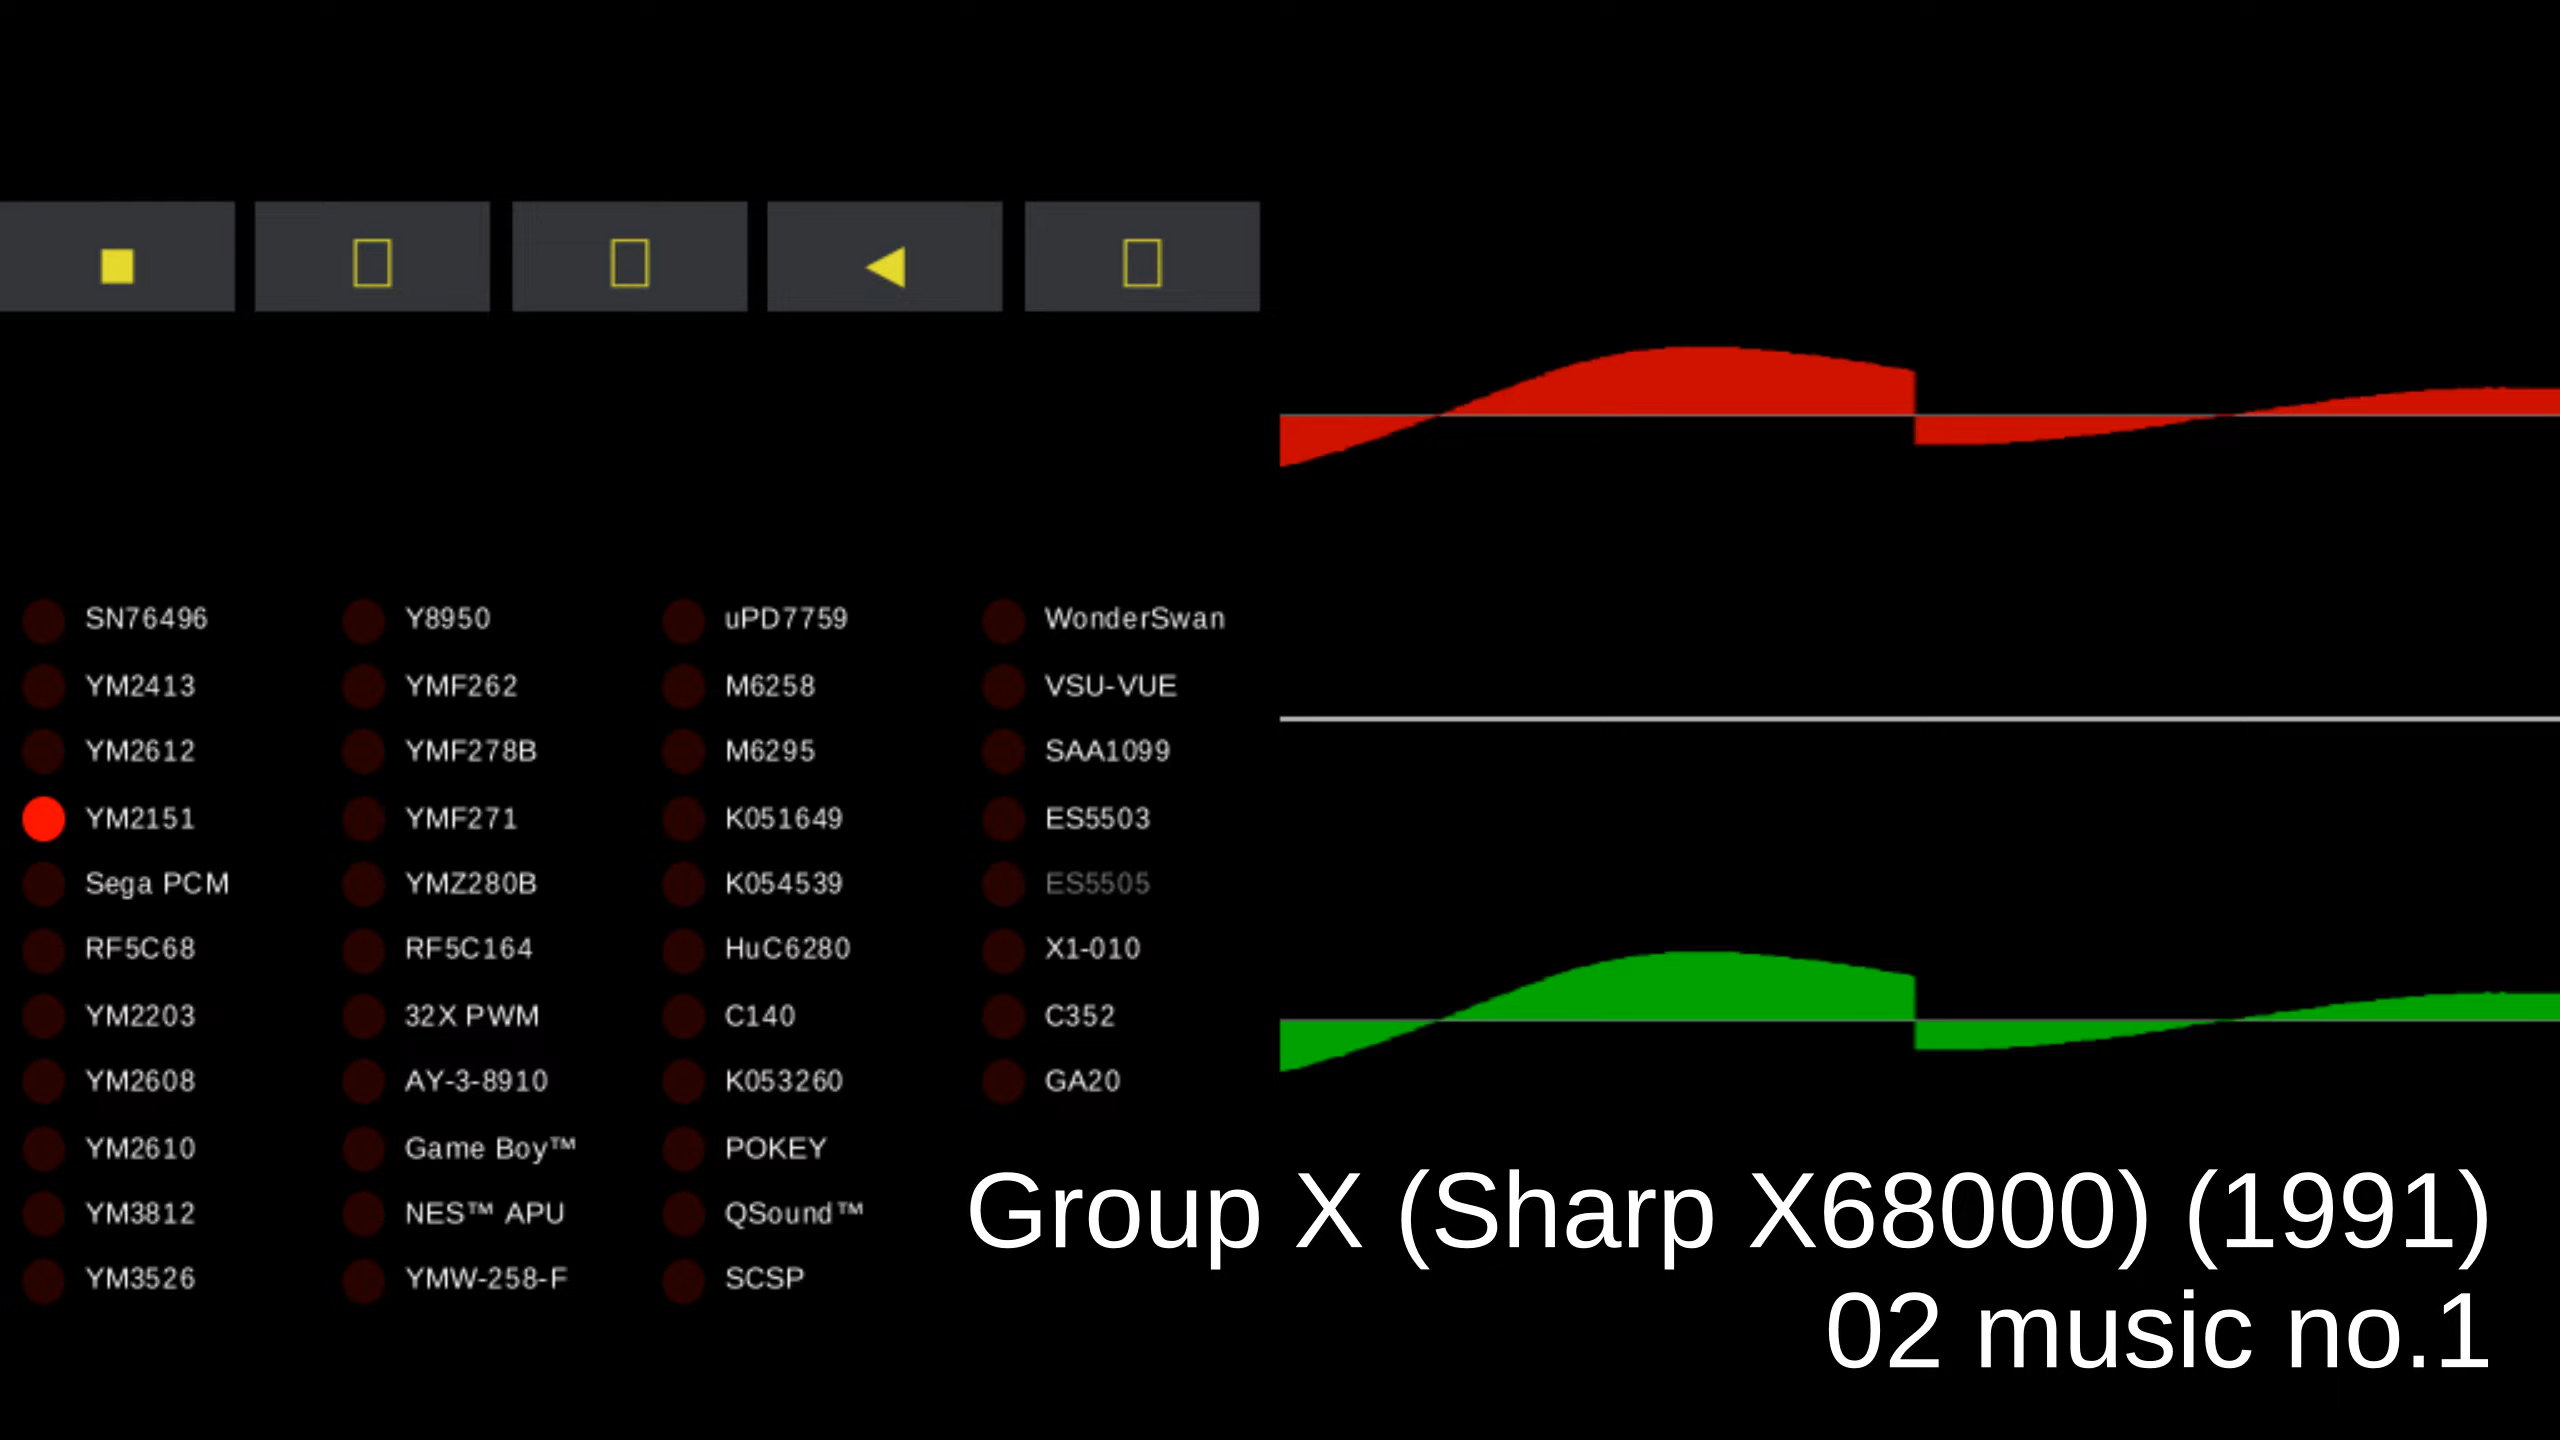 SN76496 Y8950 uPD7759 WonderSwan
YM2413 YMF262 M6258 VSU-VUE
YM2612 YMF278B M6295 SAA1099
YM2151 YMF271 K051649 ES5503
Sega PCM YMZ280B K054539 ES5505
RF5C68 RF5C164 HuC6280 X1-010
YM2203 32X PWM C140 C352
YM2608 AY-3-8910 K053260 GA20
YM2610 Game Boy™ POKEY
YM3812 NES™ APU QSound™
YM3526 YMW-258-F SCSP
Group X (Sharp X68000) (1991)
02 music no.1